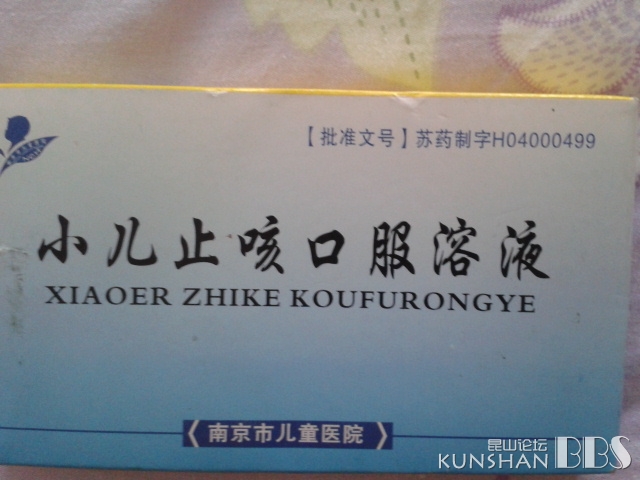 【批准文号】苏药制字H04000499
小儿止咳口服溶液
XIAOER ZHIKE KOUFURONGYE
南京市儿童医院
昆山论坛
KUNSHAN BBS